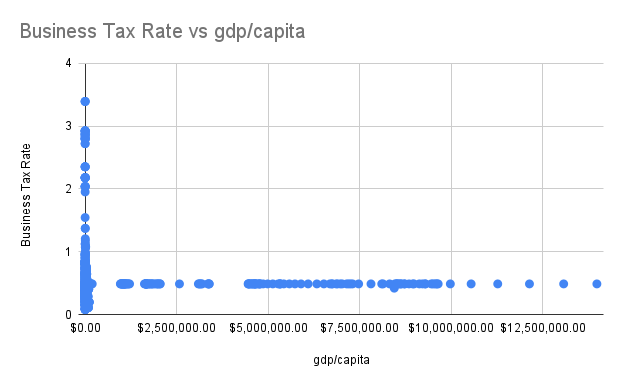 Business Tax Rate vs gdp/capita
4
3
2
1
0
Business Tax Rate
$0.00 $2,500,000.00 $5,000,000.00 $7,500,000.00 $10,000,000.00 $12,500,000.00
gdp/capita